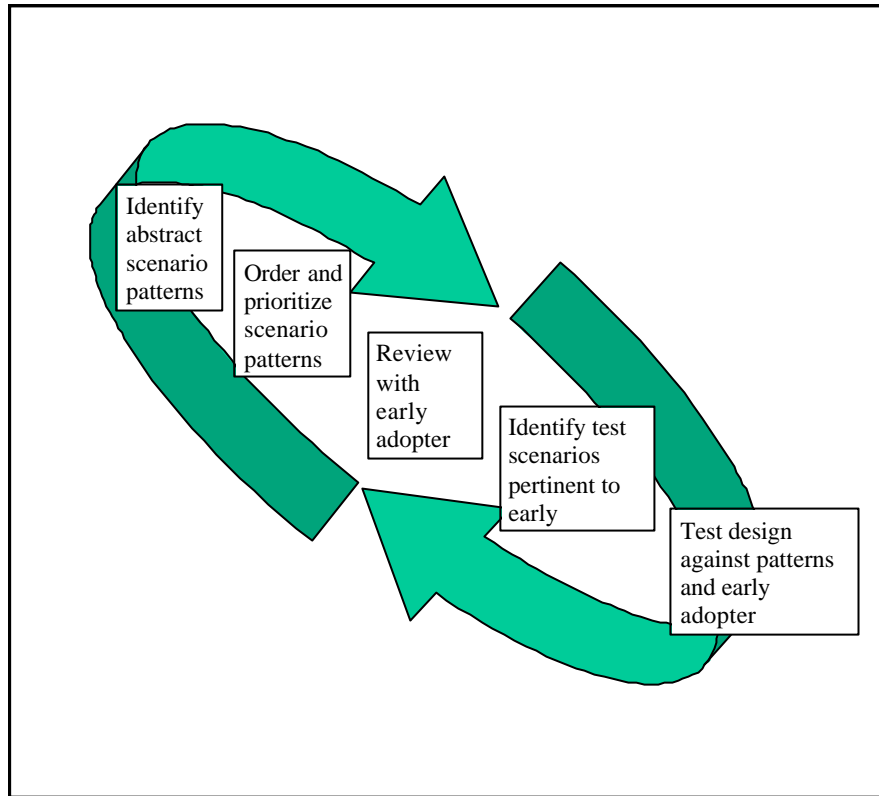 Identify
abstract
scenario
patterns
Order and
prioritize
scenario
patterns
Review
with
early
adopter
Identify test
scenarios
pertinent to
early
Test design
against patterns
and early
adopter